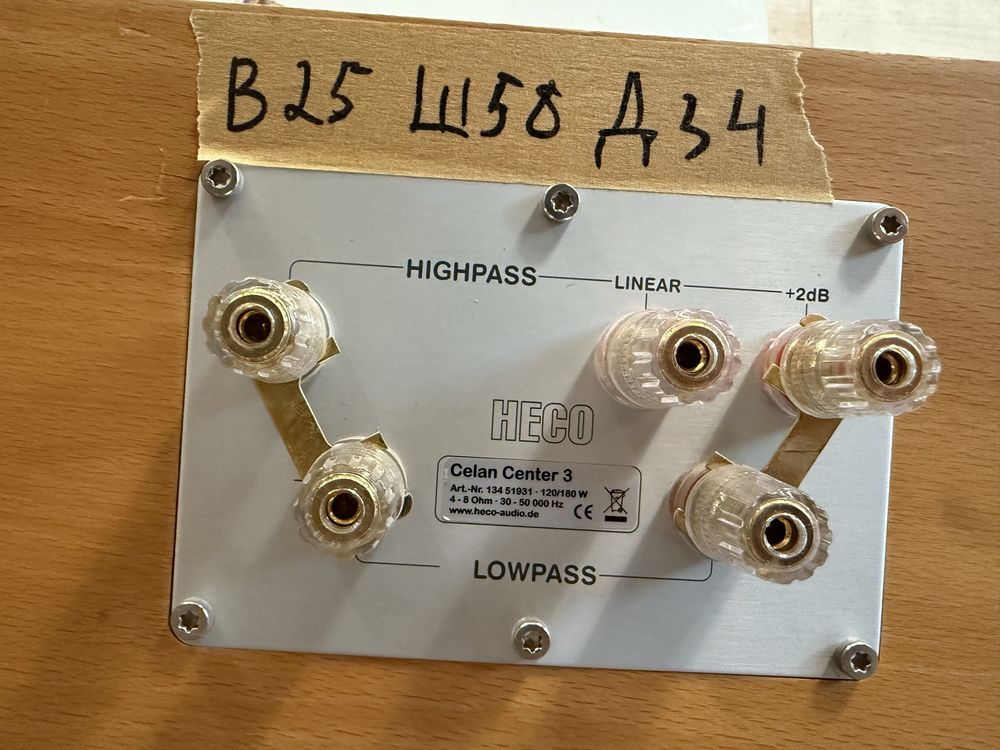 В25 Ш58 Д34
HIGHPASS
LINEAR
+2dB
HECO
Celan Center 3
Art.-Nr. 134 51931 · 120/180 W
4 - 8 Ohm · 30 - 50 000 Hz
www.heco-audio.de
CE
LOWPASS